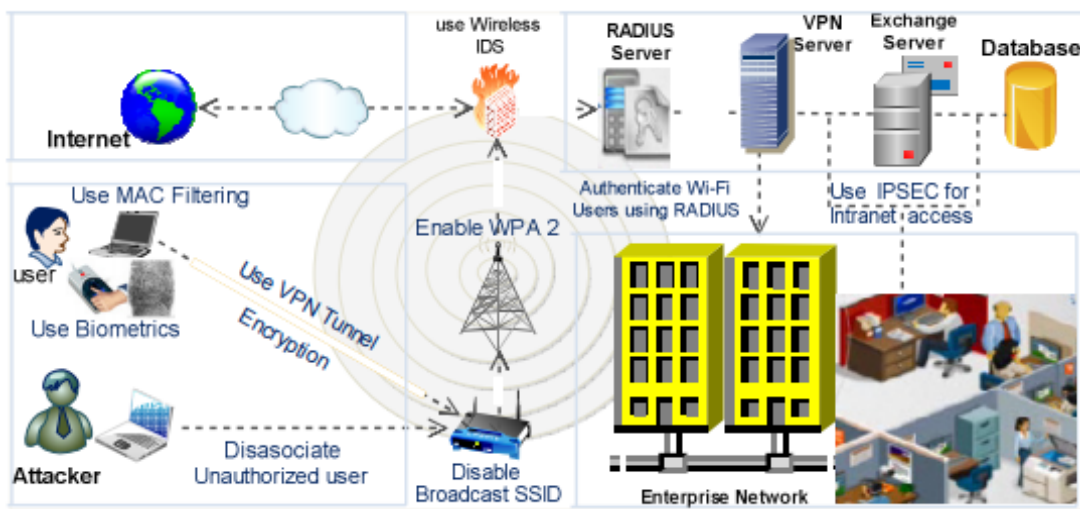 use Wireless
IDS
RADIUS
Server
VPN
Server
Exchange
Server
Database
Internet
Use MAC Filtering
user
Use Biometrics
Use VPN Tunnel
Encryption
Enable WPA 2
Authenticate Wi-Fi
Users using RADIUS
Use IPSEC for
Intranet access
Attacker
Disasociate
Unauthorized user
Disable
Broadcast SSID
Enterprise Network